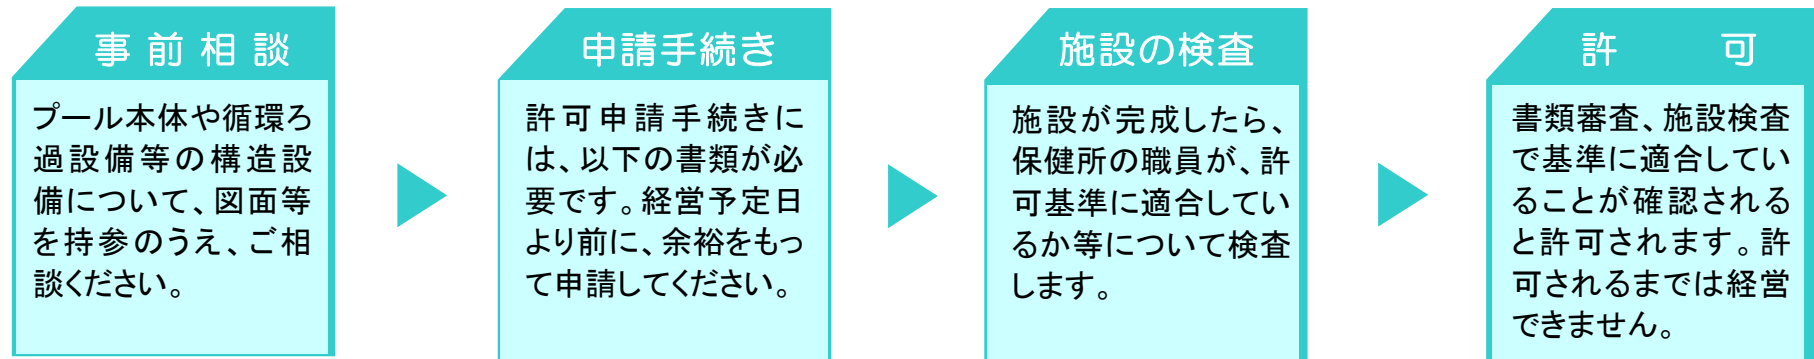 事前相談
プール本体や循環ろ
過設備等の構造設
備について、図面等
を持参のうえ、ご相
談ください。
申請手続き
許可申請手続きに
は、以下の書類が必
要です。経営予定日
より前に、余裕をもっ
て申請してください。
施設の検査
施設が完成したら、
保健所の職員が、許
可基準に適合してい
るか等について検査
します。
許可
書類審査、施設検査
で基準に適合してい
ることが確認される
と許可されます。許
可されるまでは経営
できません。